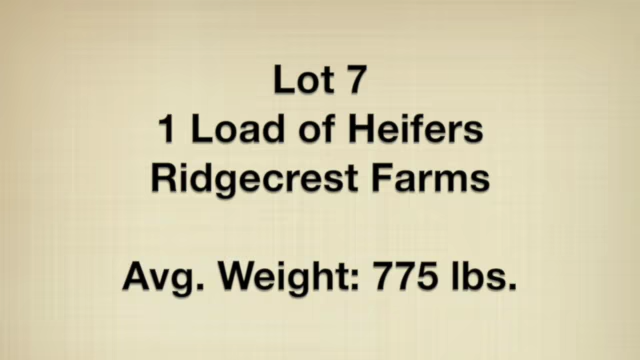 Lot 7
1 Load of Heifers
Ridgecrest Farms
Avg. Weight: 775 lbs.